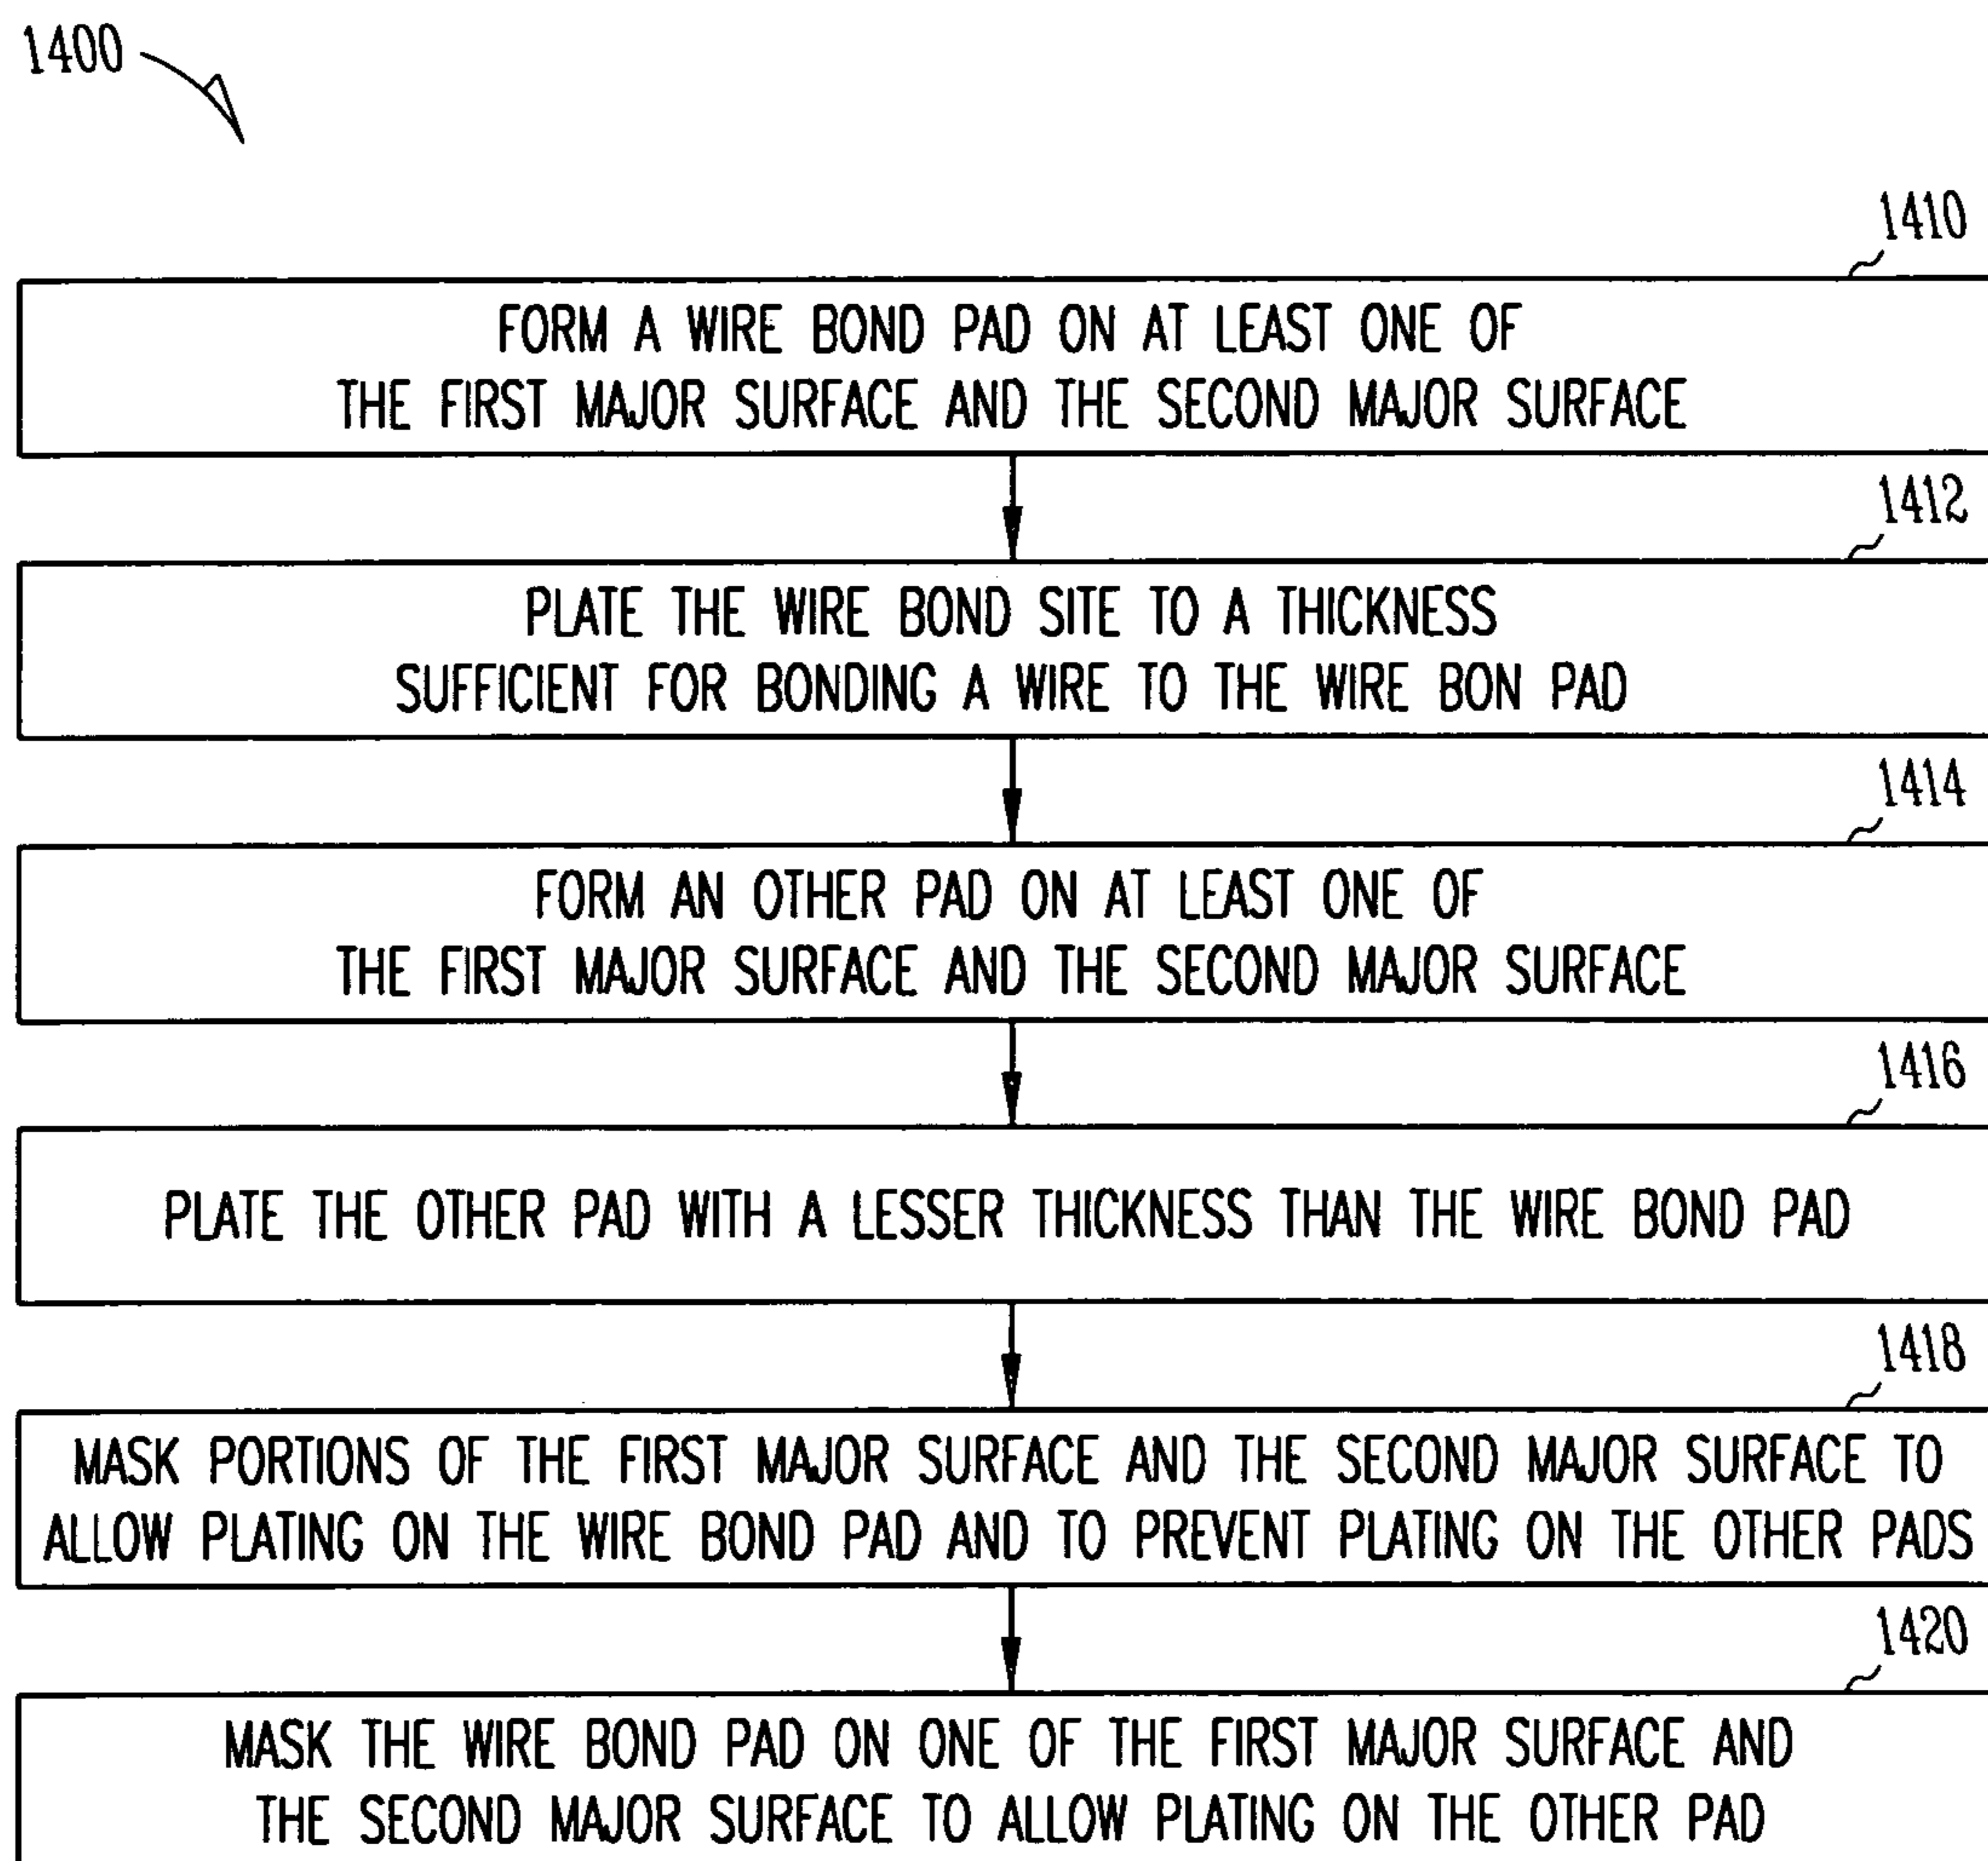 1400
1410
FORM A WIRE BOND PAD ON AT LEAST ONE OF
THE FIRST MAJOR SURFACE AND THE SECOND MAJOR SURFACE
1412
PLATE THE WIRE BOND SITE TO A THICKNESS
SUFFICIENT FOR BONDING A WIRE TO THE WIRE BON PAD
1414
FORM AN OTHER PAD ON AT LEAST ONE OF
THE FIRST MAJOR SURFACE AND THE SECOND MAJOR SURFACE
1416
PLATE THE OTHER PAD WITH A LESSER THICKNESS THAN THE WIRE BOND PAD
1418
MASK PORTIONS OF THE FIRST MAJOR SURFACE AND THE SECOND MAJOR SURFACE TO
ALLOW PLATING ON THE WIRE BOND PAD AND TO PREVENT PLATING ON THE OTHER PADS
1420
MASK THE WIRE BOND PAD ON ONE OF THE FIRST MAJOR SURFACE AND
THE SECOND MAJOR SURFACE TO ALLOW PLATING ON THE OTHER PAD